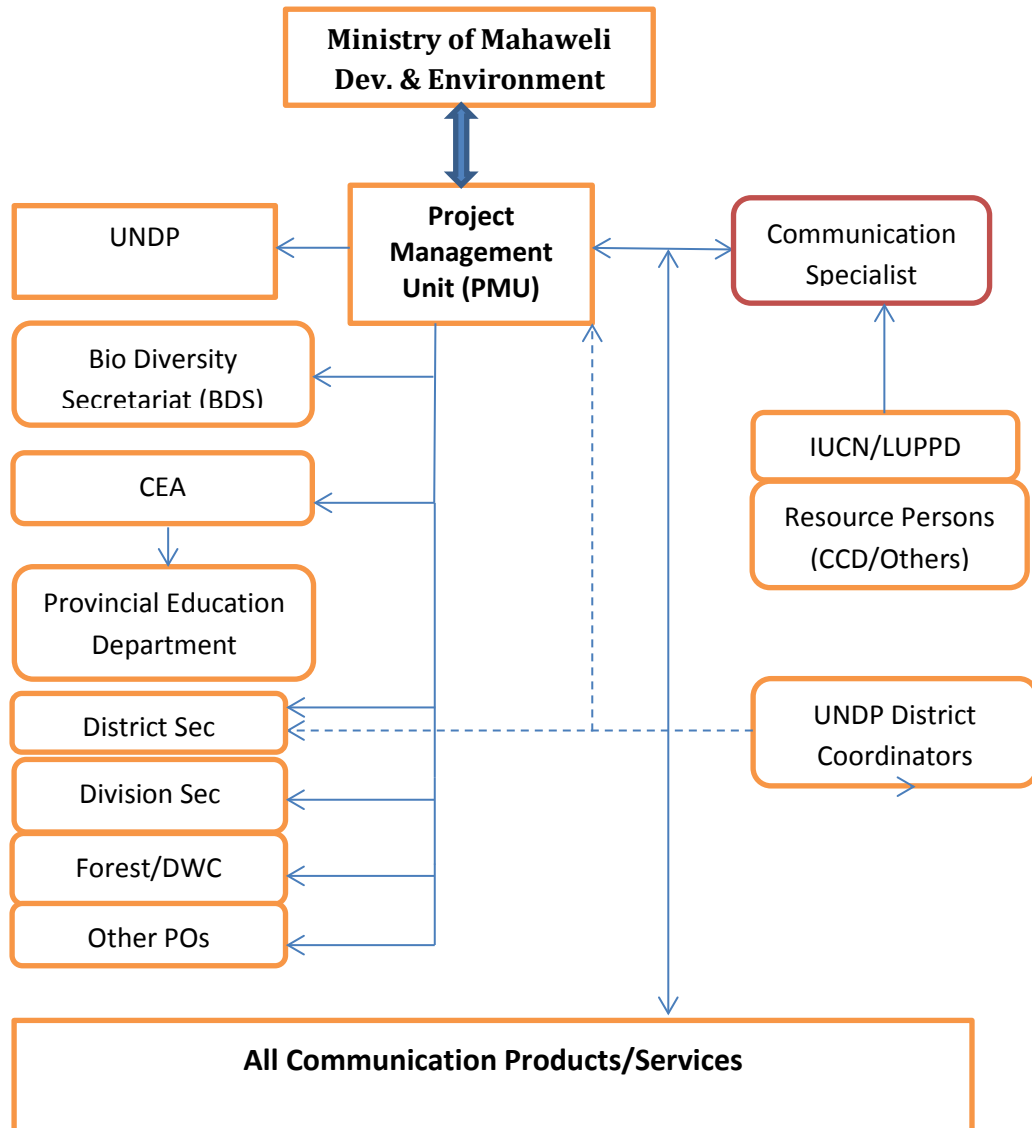 Ministry of Mahaweli
Dev. & Environment
UNDP
Project
Management
Unit (PMU)
Communication
Specialist
Bio Diversity
Secretariat (BDS)
IUCN/LUPPD
CEA
Resource Persons
(CCD/Others)
Provincial Education
Department
District Sec
UNDP District
Coordinators
Division Sec
Forest/DWC
Other POs
All Communication Products/Services